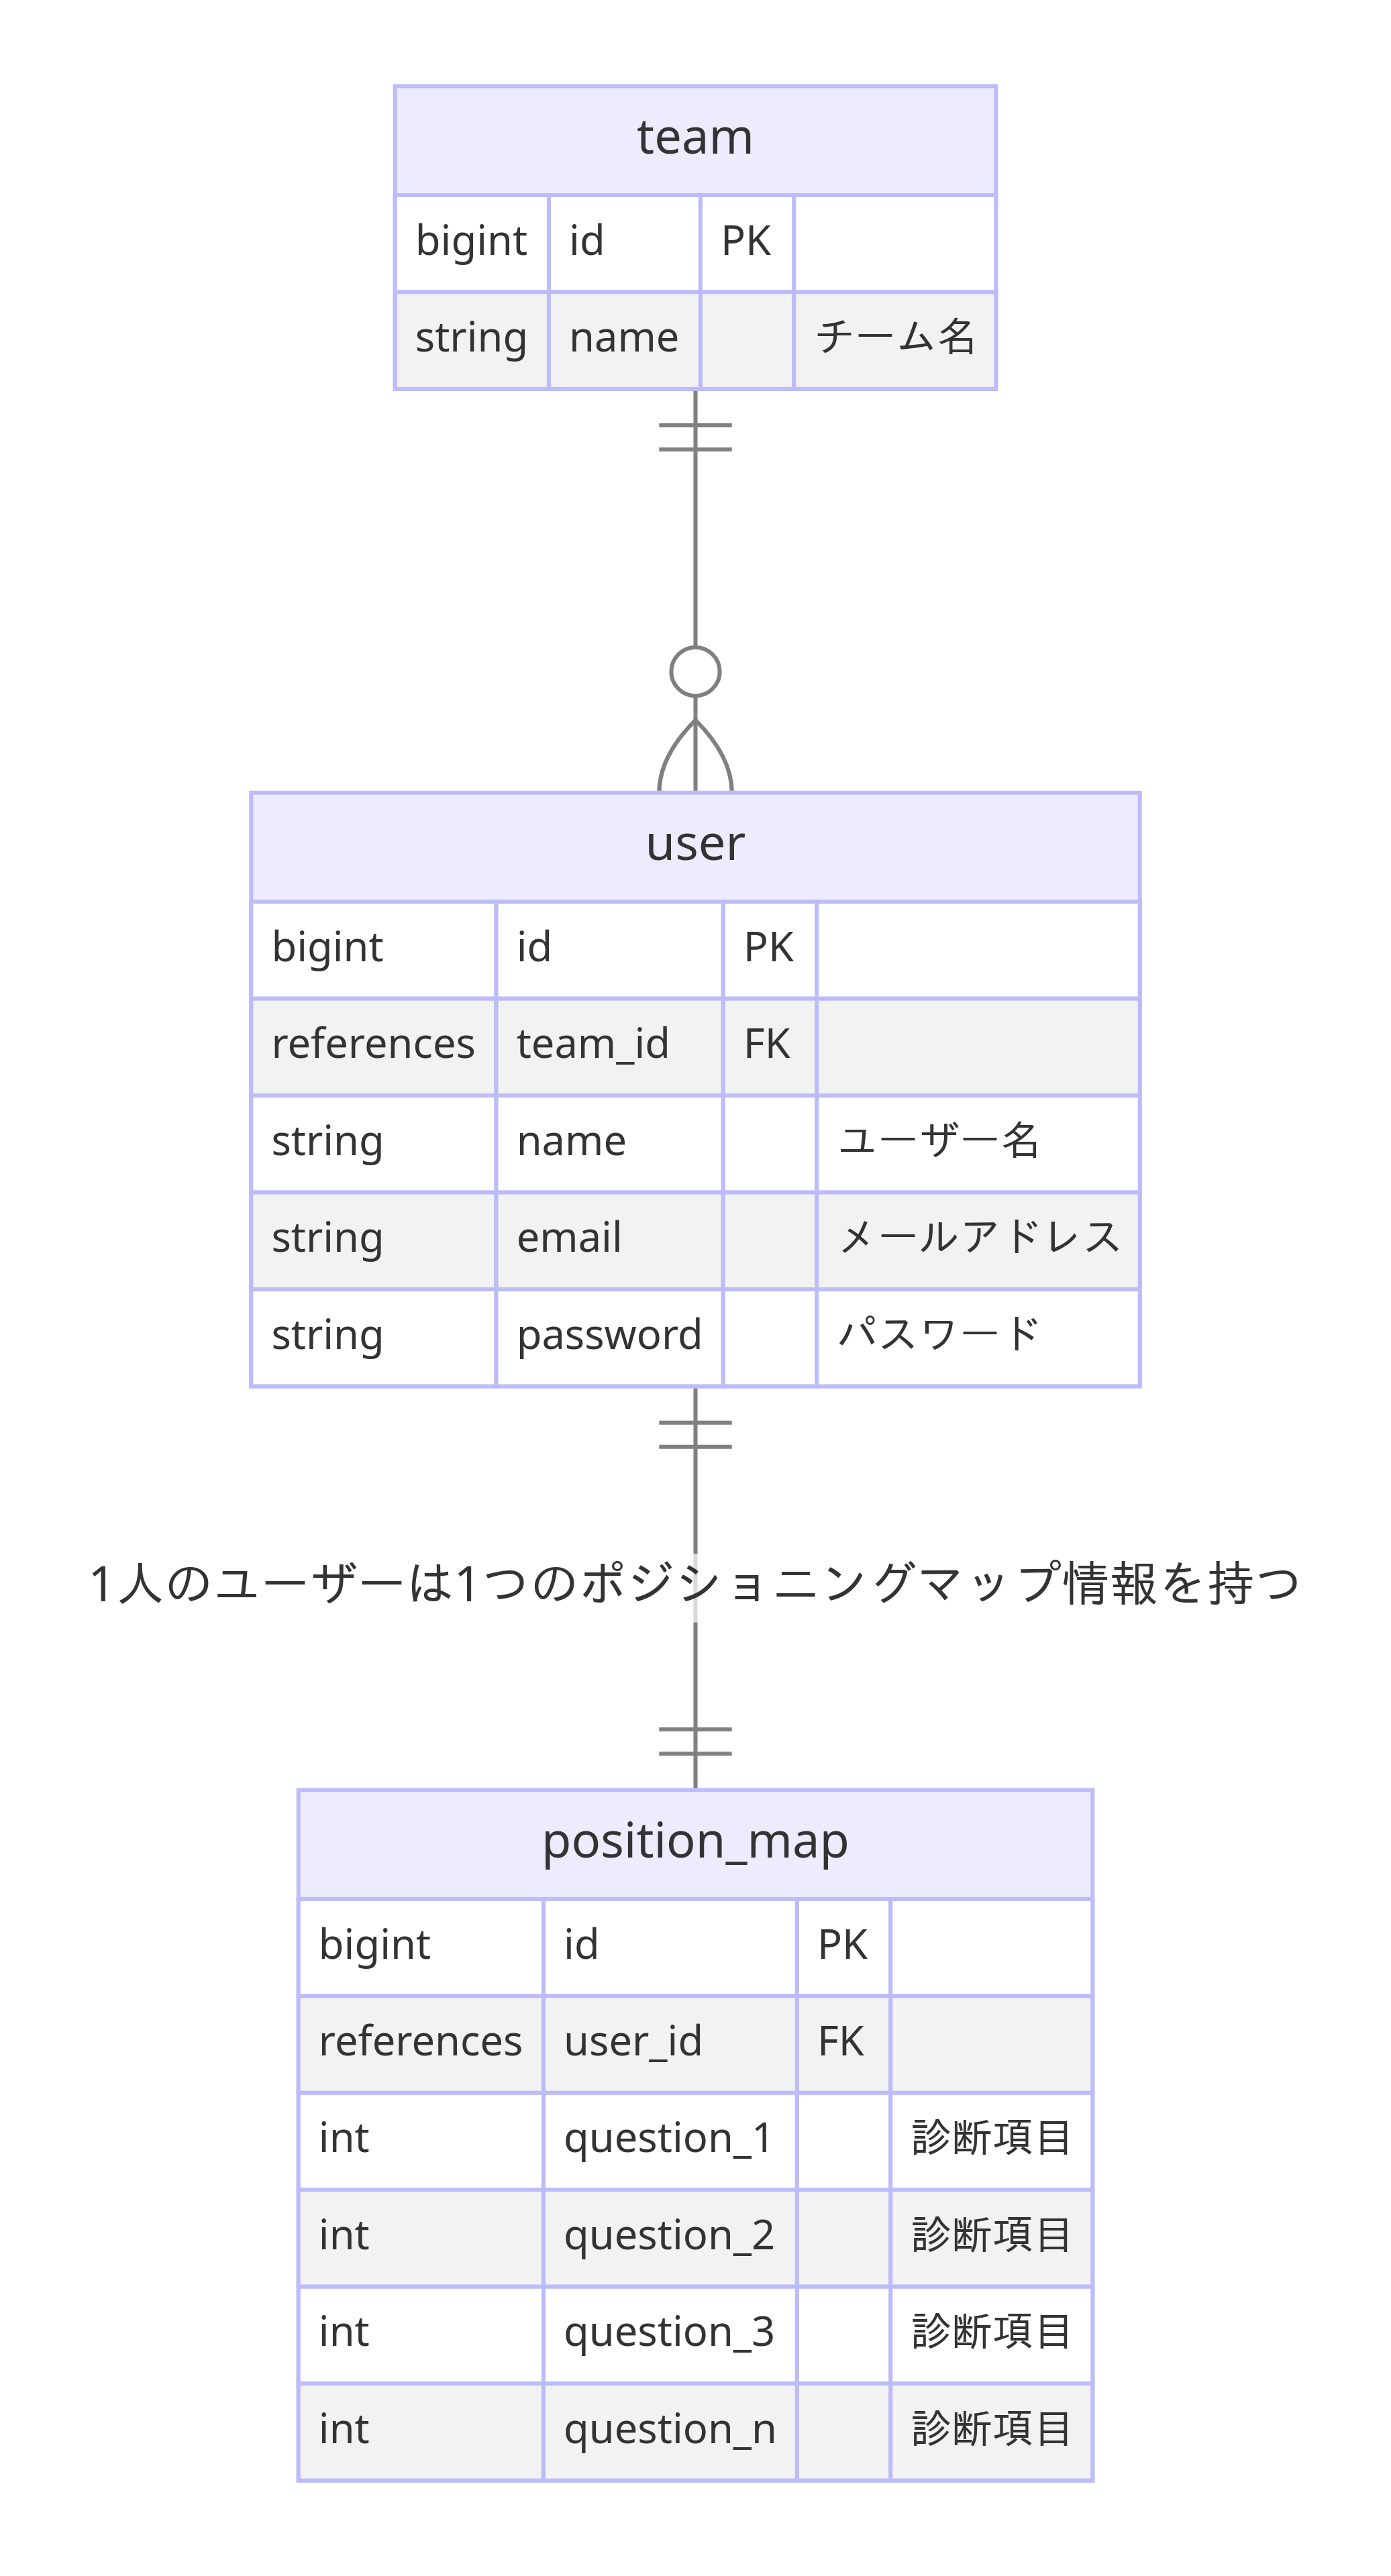 team
bigint id PK
string name チーム名
user
bigint id PK
references team_id FK
string name ユーザー名
string email メールアドレス
string password パスワード
1人のユーザーは1つのポジショニングマップ情報を持つ
position_map
bigint id PK
references user_id FK
int question_1 診断項目
int question_2 診断項目
int question_3 診断項目
int question_n 診断項目